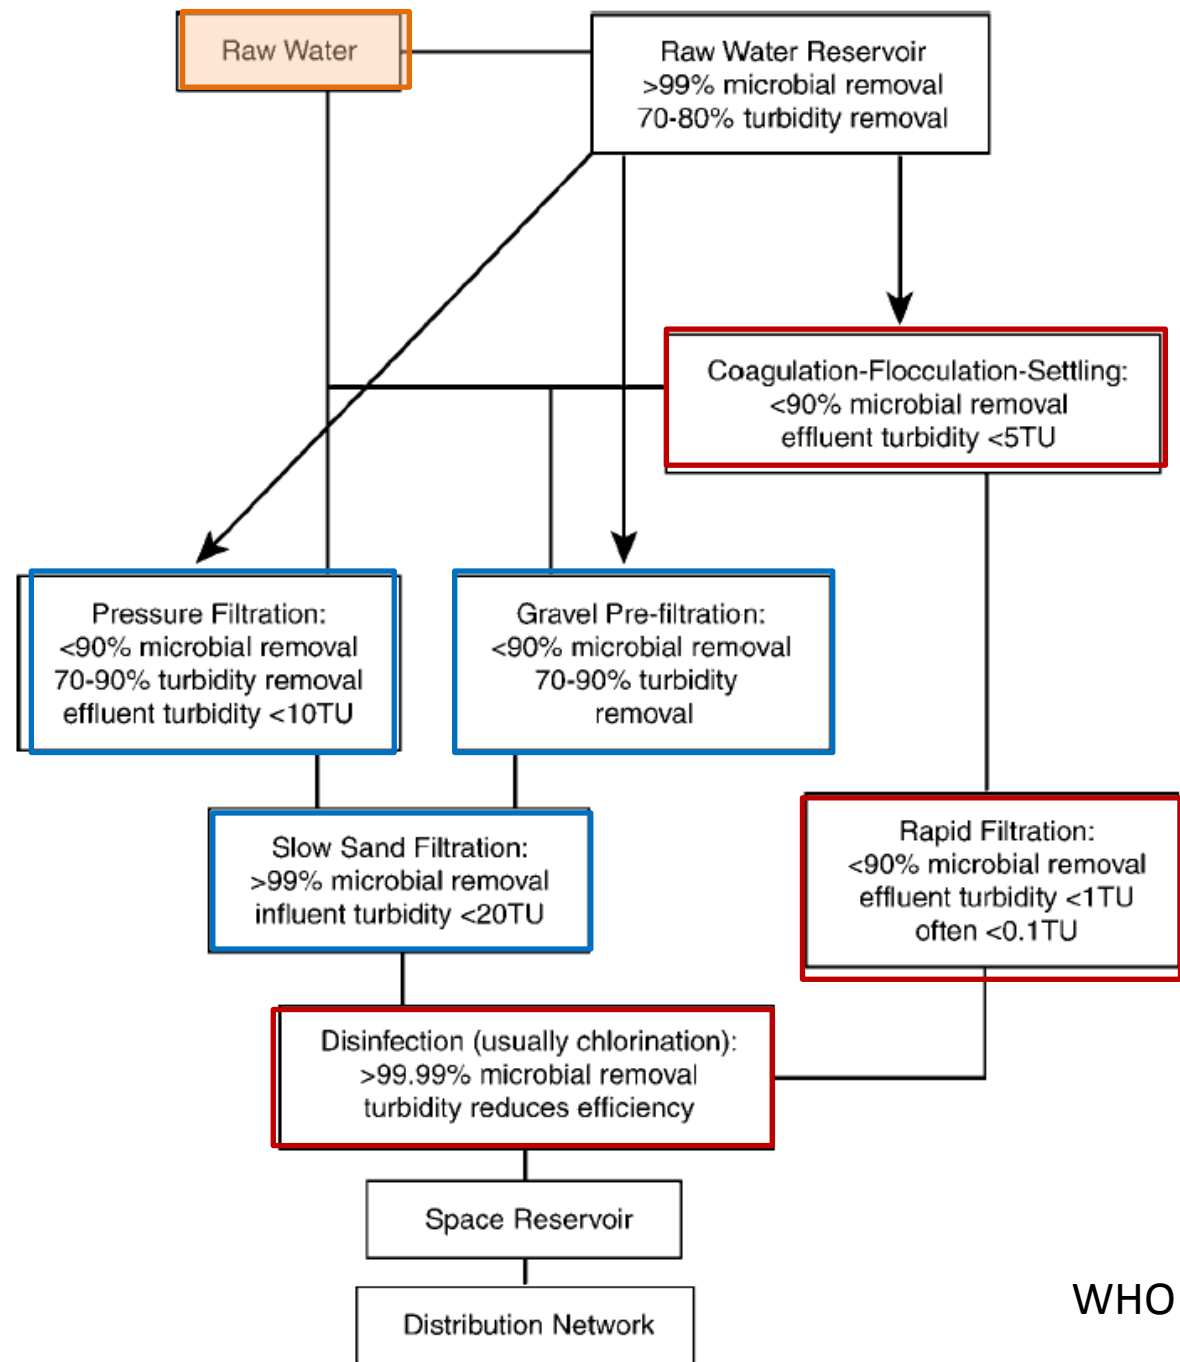 Raw Water
Raw Water Reservoir
>99% microbial removal
70-80% turbidity removal
Coagulation-Flocculation-Settling:
<90% microbial removal
effluent turbidity <5TU
Pressure Filtration:
<90% microbial removal
70-90% turbidity removal
effluent turbidity <10TU
Gravel Pre-filtration:
<90% microbial removal
70-90% turbidity
removal
Slow Sand Filtration:
>99% microbial removal
influent turbidity <20TU
Rapid Filtration:
<90% microbial removal
effluent turbidity <1TU
often <0.1TU
Disinfection (usually chlorination):
>99.99% microbial removal
turbidity reduces efficiency
Space Reservoir
Distribution Network
WHO